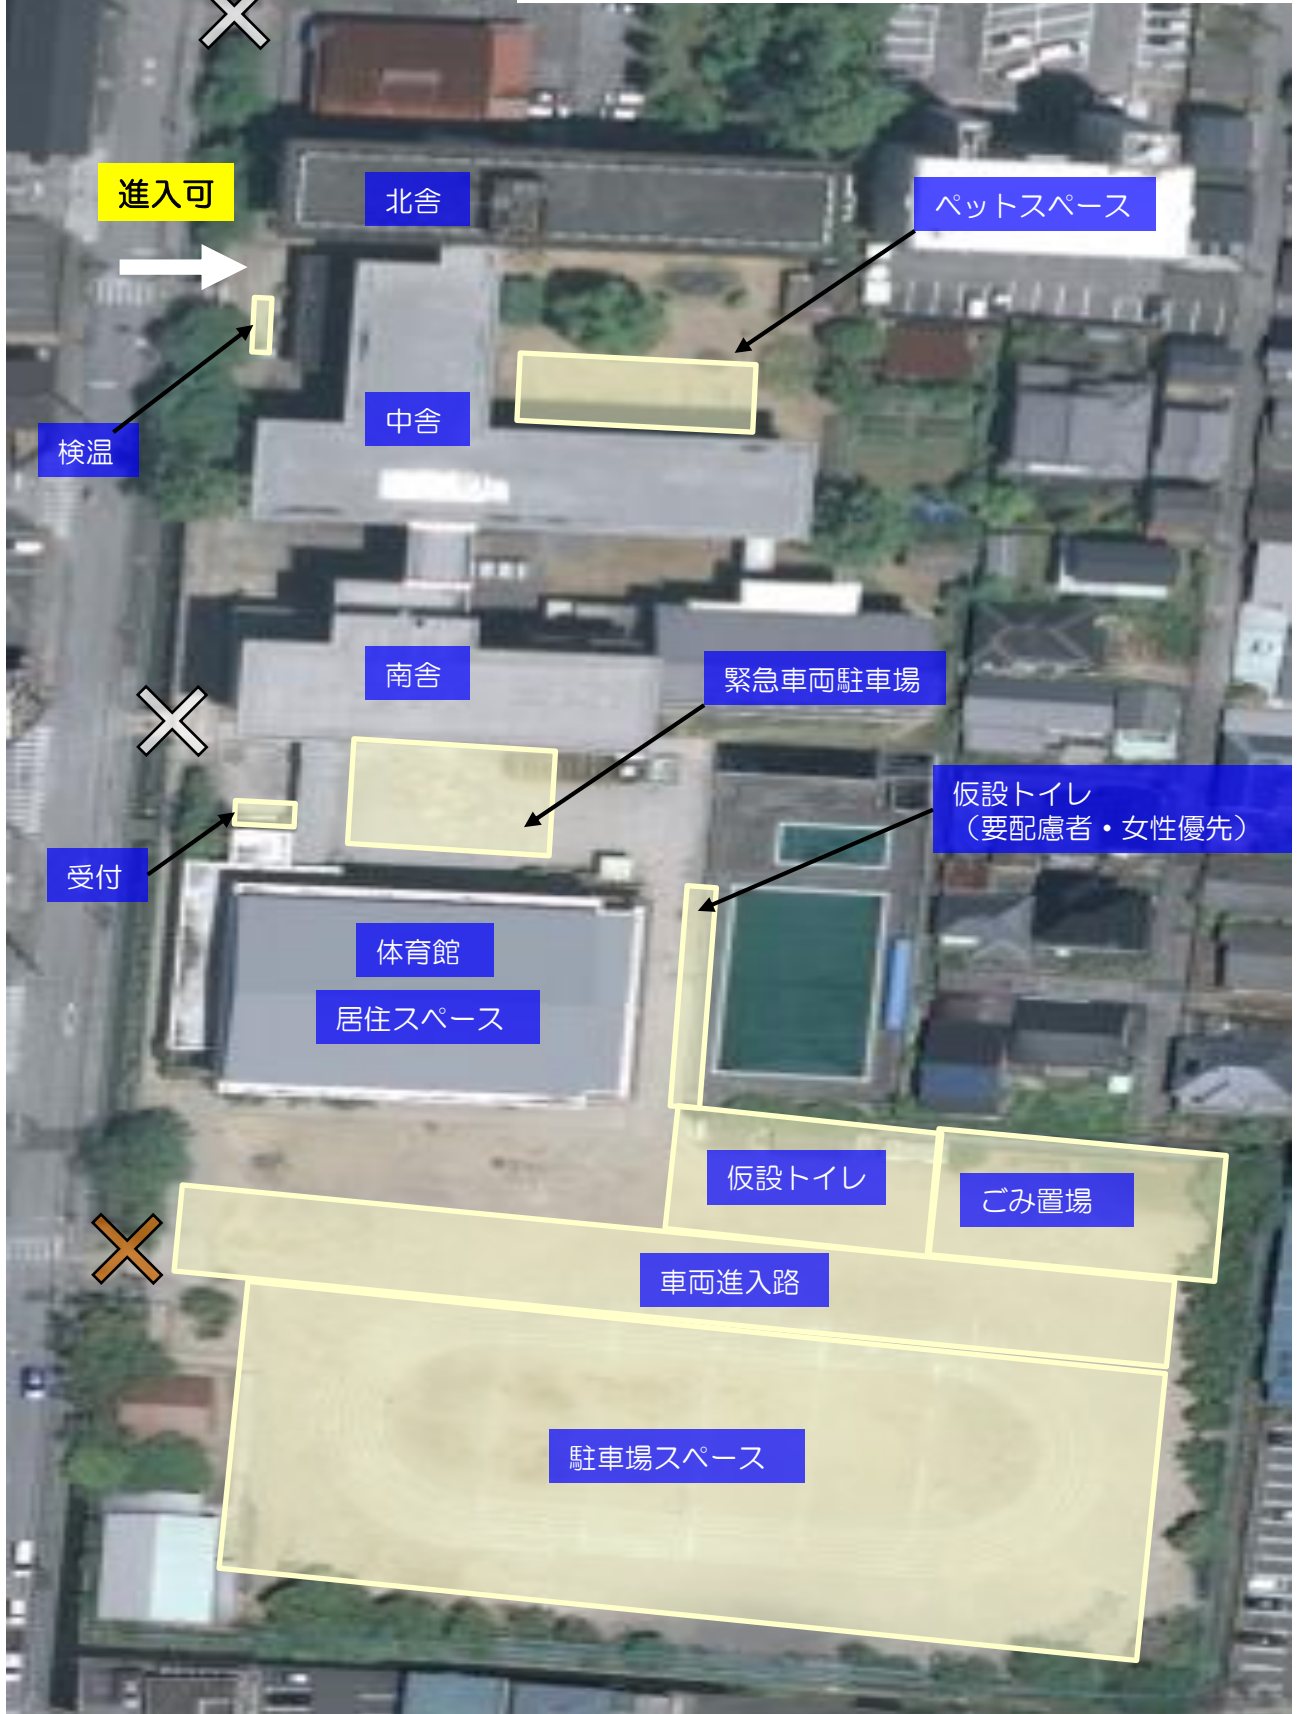 進入可
北舎
ペットスペース
中舎
検温
南舎
緊急車両駐車場
仮設トイレ
（要配慮者・女性優先）
受付
体育館
居住スペース
仮設トイレ
ごみ置場
車両進入路
駐車場スペース